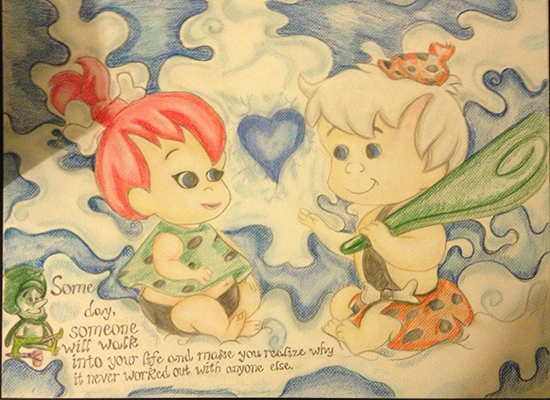 Some
day,
someone
will walk
into your life and make you realize why
it never worked out with anyone else.